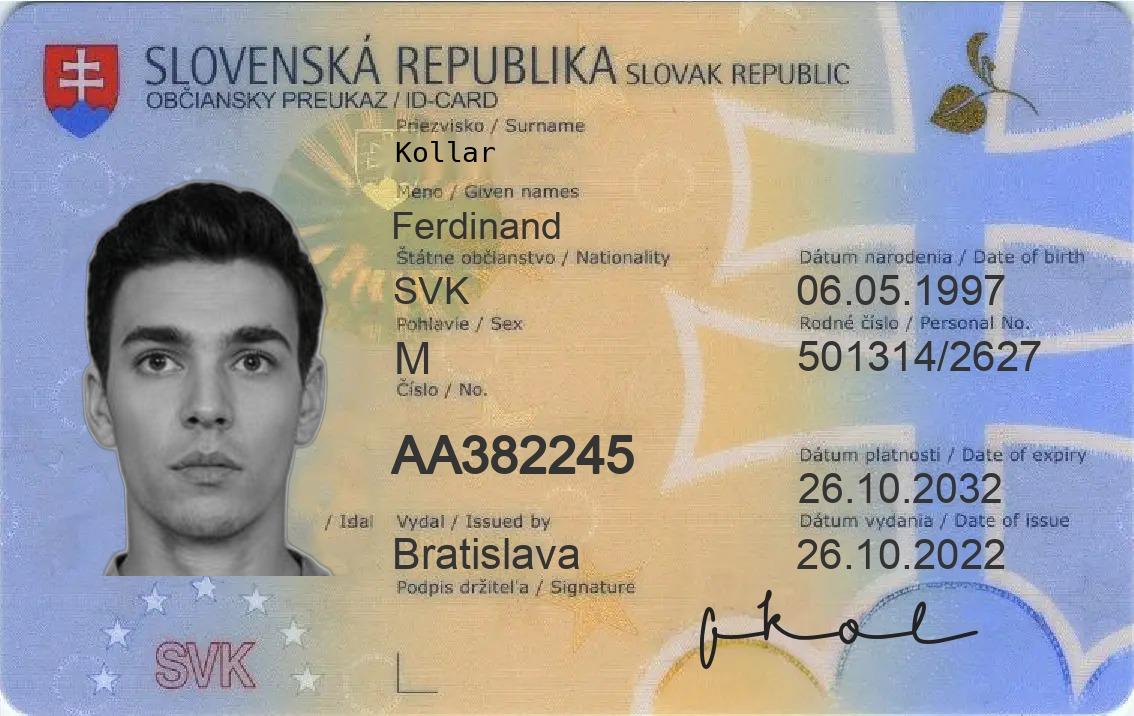 SLOVENSKÁ REPUBLIKA SLOVAK REPUBLIC
OBČIANSKY PREUKAZ / ID-CARD
Priezvisko / Surname
Kollar
Meno / Given names
Ferdinand
Štátne občianstvo / Nationality
SVK
Dátum narodenia / Date of birth
06.05.1997
Pohlavie / Sex
M
Rodné číslo / Personal No.
501314/2627
Číslo / No.
AA382245
Dátum platnosti / Date of expiry
26.10.2032
/ Isdal Vydal / Issued by
Bratislava
Dátum vydania / Date of issue
26.10.2022
Podpis držiteľa / Signature
SVK